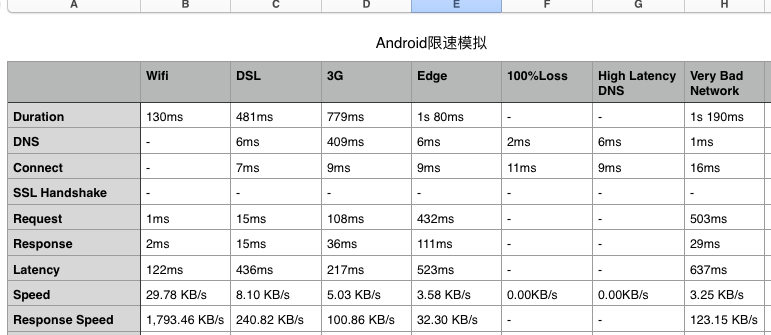 A B C D E F G H
Android限速模拟
Wifi DSL 3G Edge 100%Loss High Latency DNS Very Bad Network
Duration 130ms 481ms 779ms 1s 80ms - - 1s 190ms
DNS - 6ms 409ms 6ms 2ms 6ms 1ms
Connect - 7ms 9ms 9ms 11ms 9ms 16ms
SSL Handshake - - - - - - -
Request 1ms 15ms 108ms 432ms - - 503ms
Response 2ms 15ms 36ms 111ms - - 29ms
Latency 122ms 436ms 217ms 523ms - - 637ms
Speed 29.78 KB/s 8.10 KB/s 5.03 KB/s 3.58 KB/s 0.00KB/s 0.00KB/s 3.25 KB/s
Response Speed 1,793.46 KB/s 240.82 KB/s 100.86 KB/s 32.30 KB/s - - 123.15 KB/s